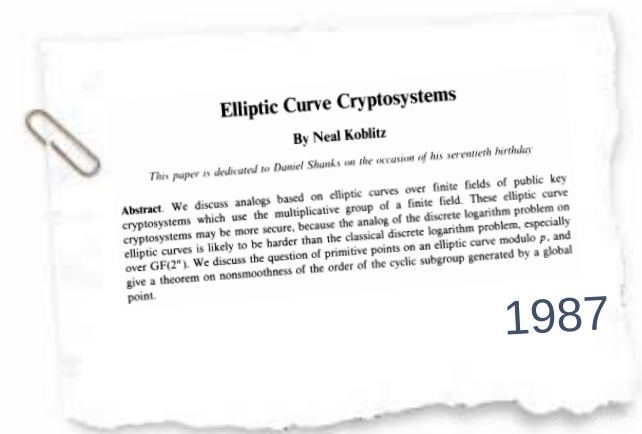 Elliptic Curve Cryptosystems
By Neal Koblitz
This paper is dedicated to Daniel Shanks on the occasion of his seventieth birthday
Abstract. We discuss analogs based on elliptic curves over finite fields of public key
cryptosystems which use the multiplicative group of a finite field. These elliptic curve
cryptosystems may be more secure, because the analog of the discrete logarithm problem on
elliptic curves is likely to be harder than the classical discrete logarithm problem, especially
over GF(2ⁿ). We discuss the question of primitive points on an elliptic curve modulo p, and
give a theorem on nonsmoothness of the order of the cyclic subgroup generated by a global
point.
1987